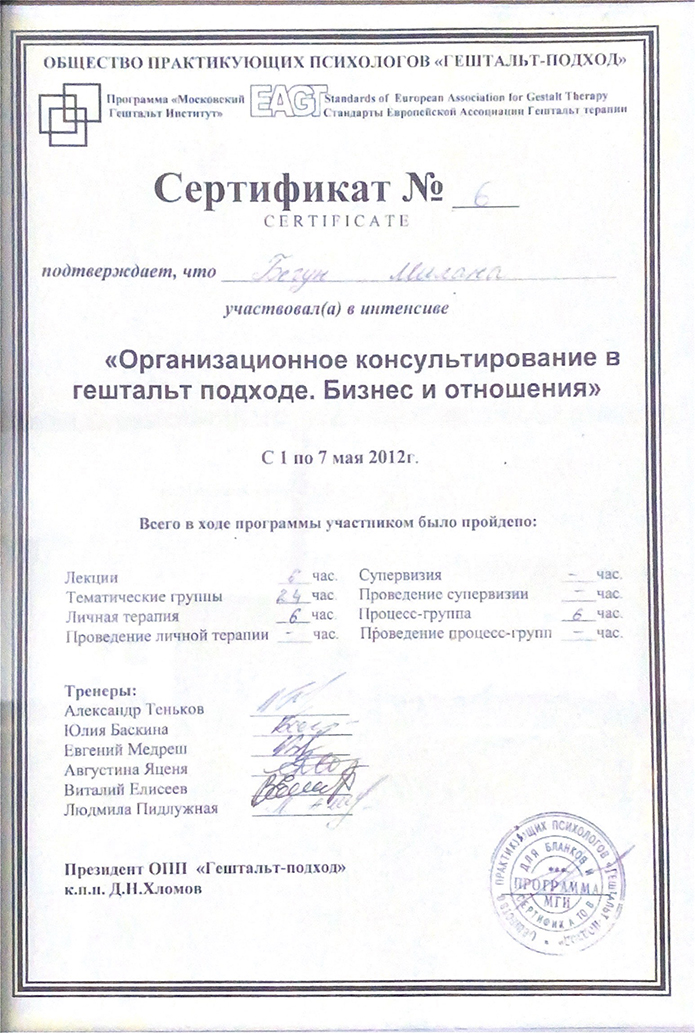 ОБЩЕСТВО ПРАКТИКУЮЩИХ ПСИХОЛОГОВ «ГЕШТАЛЬТ-ПОДХОД»
Программа «Московский Гештальт Институт»
EAGT
Standards of European Association for Gestalt Therapy
Стандарты Европейской Ассоциации Гештальт терапии
Сертификат № 6
CERTIFICATE
подтверждает, что Бегун Милана
участвовал(а) в интенсиве
«Организационное консультирование в
гештальт подходе. Бизнес и отношения»
С 1 по 7 мая 2012г.
Всего в ходе программы участником было пройдено:
Лекции час. Супервизия - час.
Тематические группы 24 час. Проведение супервизии - час.
Личная терапия 6 час. Процесс-группа 6 час.
Проведение личной терапии - час. Проведение процесс-групп - час.
Тренеры:
Александр Теньков
Юлия Баскина
Евгений Медреш
Августина Яценя
Виталий Елисеев
Людмила Пидлужная
Президент ОПП «Гештальт-подход»
к.п.н. Д.Н.Хломов
ПРАКТИКУЮЩИХ ПСИХОЛОГОВ
ДЛЯ БЛАНКОВ И
ПРОГРАММА
МГИ
СЕРТИФИКАТОВ